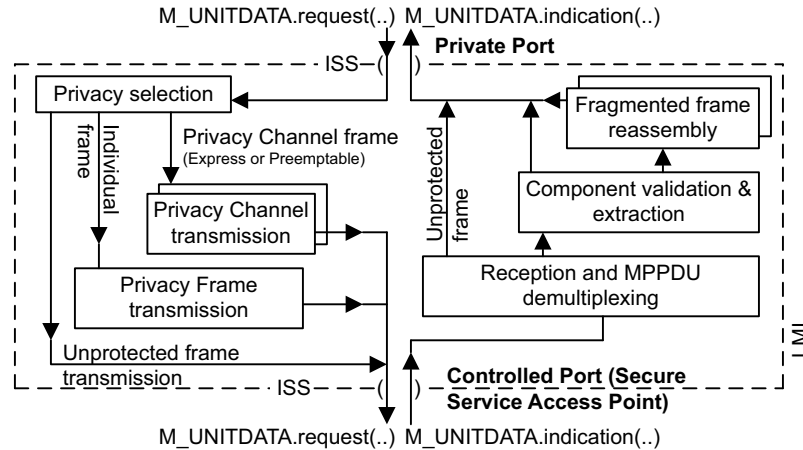 M_UNITDATA.request(..) M_UNITDATA.indication(..)
Private Port
ISS ( )
Privacy selection
Individual
frame
Privacy Channel frame
(Express or Preemptable)
Privacy Channel
transmission
Privacy Frame
transmission
Unprotected frame
transmission
Fragmented frame
reassembly
Component validation &
extraction
Unprotected
frame
Reception and MPPDU
demultiplexing
LMI
ISS ( )
Controlled Port (Secure
Service Access Point)
M_UNITDATA.request(..) M_UNITDATA.indication(..)